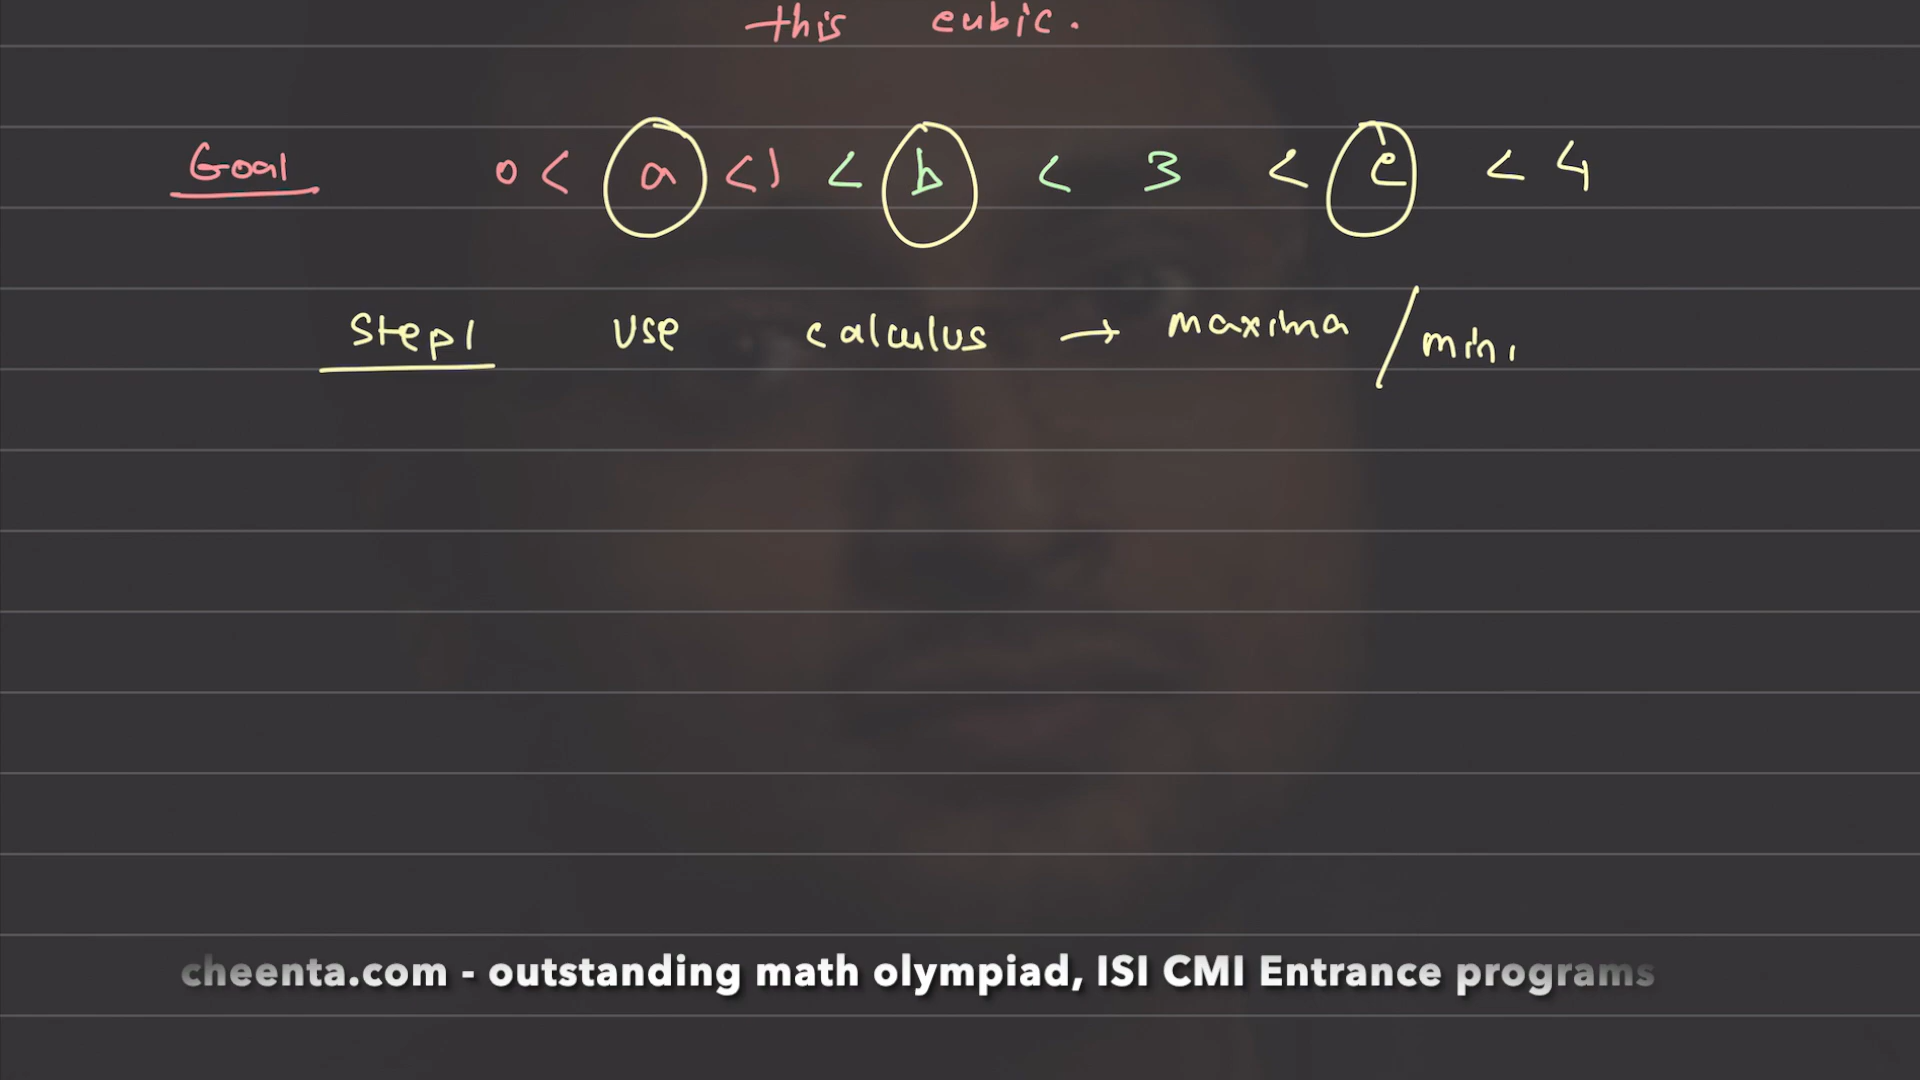 this cubic.
Goal 0 < a < 1 < b < 3 < c < 4
Step 1 use calculus → maxima / mini
cheenta.com - outstanding math olympiad, ISI CMI Entrance programs